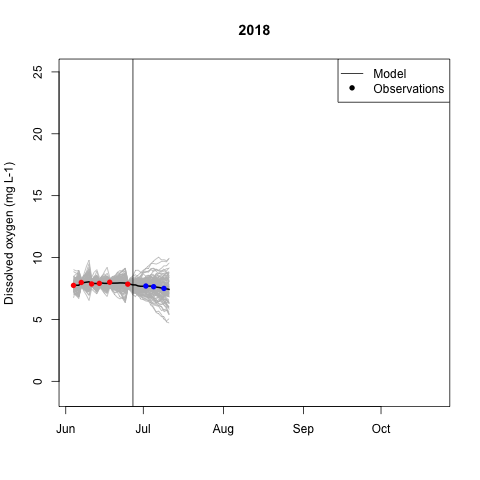 2018
Model
Observations
Dissolved oxygen (mg L-1)
25
20
15
10
5
0
Jun
Jul
Aug
Sep
Oct